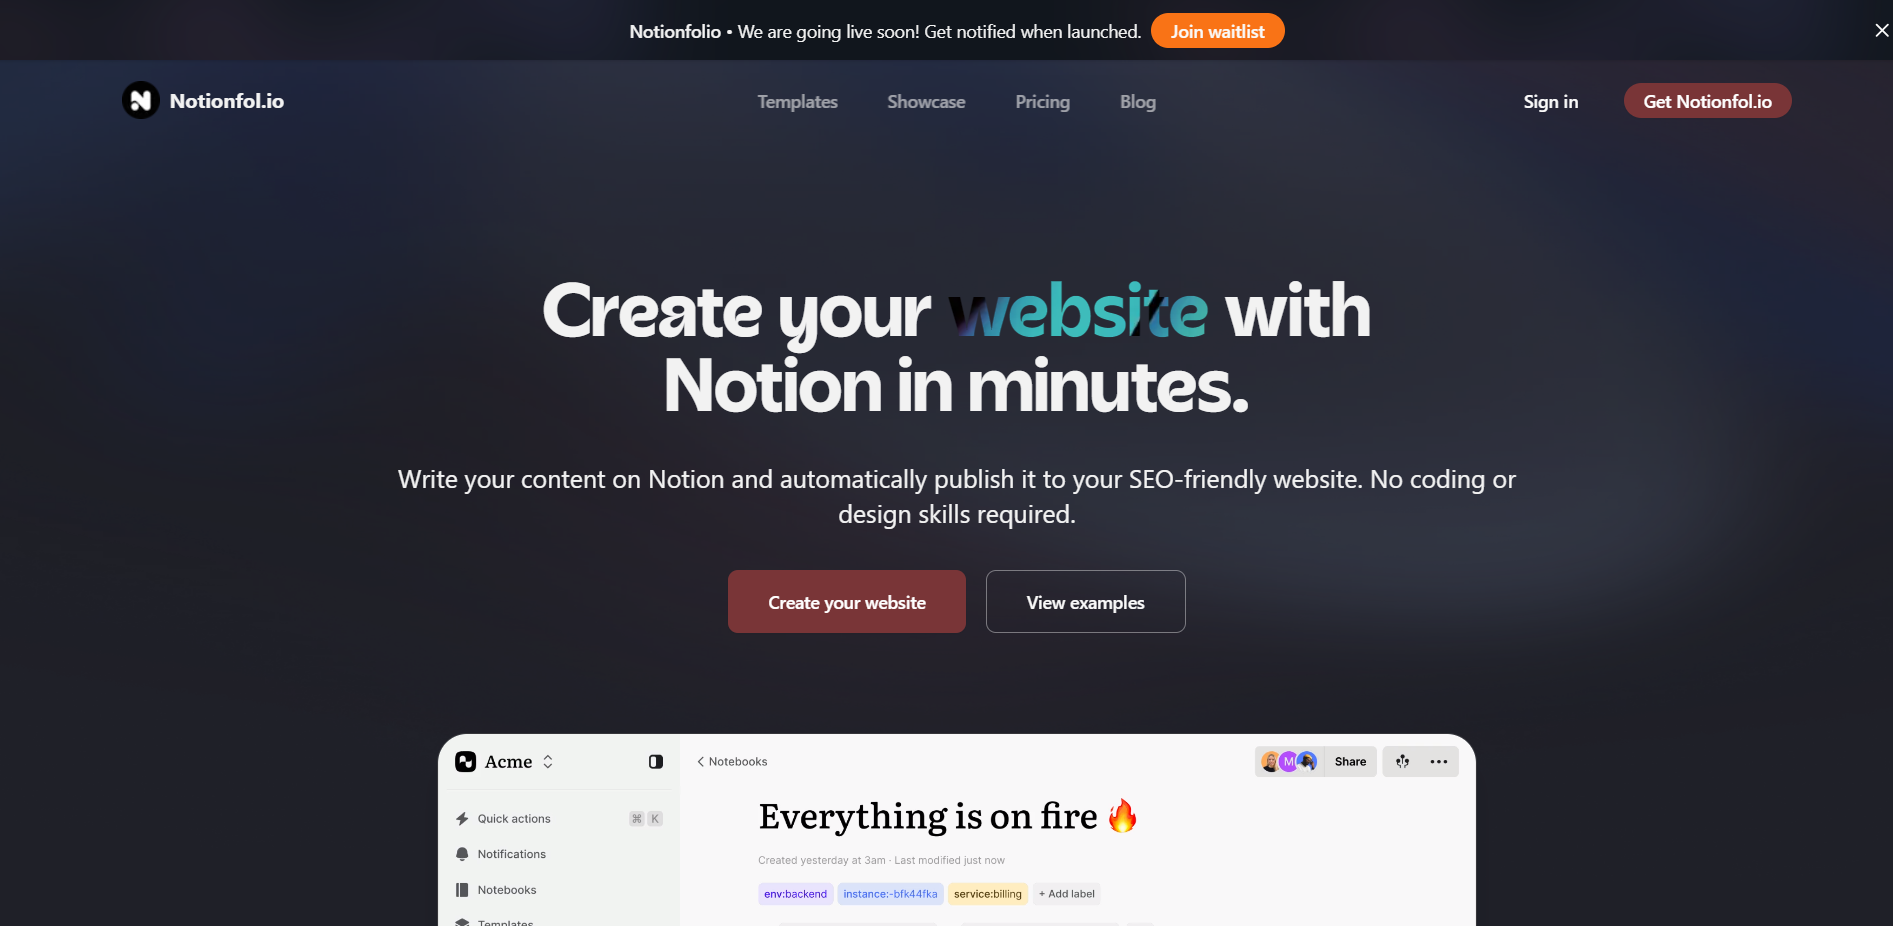 Notionfolio • We are going live soon! Get notified when launched. Join waitlist
Notionfol.io Templates Showcase Pricing Blog Sign in Get Notionfol.io
Create your website with
Notion in minutes.
Write your content on Notion and automatically publish it to your SEO-friendly website. No coding or
design skills required.
Create your website View examples
Acme
Quick actions ⌘ K
Notifications
Notebooks
Templates
Notebooks M Share
Everything is on fire 🔥
Created yesterday at 3am · Last modified just now
env:backend instance:-bfk44fka service:billing + Add label